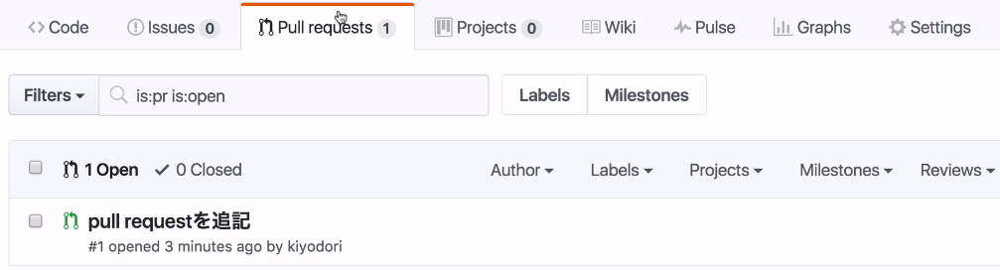 Code Issues 0 Pull requests 1 Projects 0 Wiki Pulse Graphs Settings
Filters is:pr is:open Labels Milestones
1 Open 0 Closed Author Labels Projects Milestones Reviews
pull requestを追記
#1 opened 3 minutes ago by kiyodori